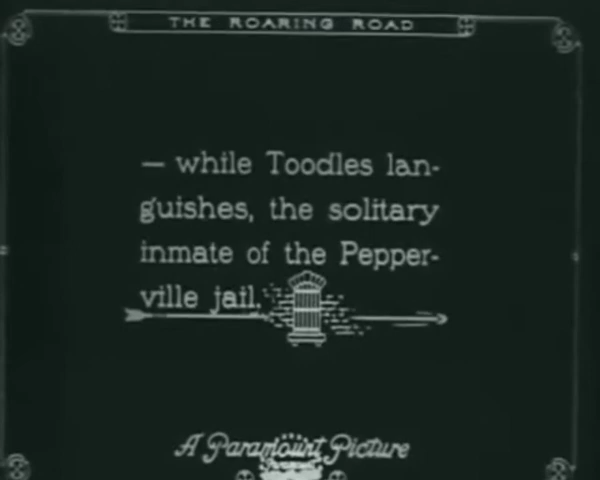 THE ROARING ROAD
— while Toodles lan-
guishes, the solitary
inmate of the Pepper-
ville jail.
A Paramount Picture